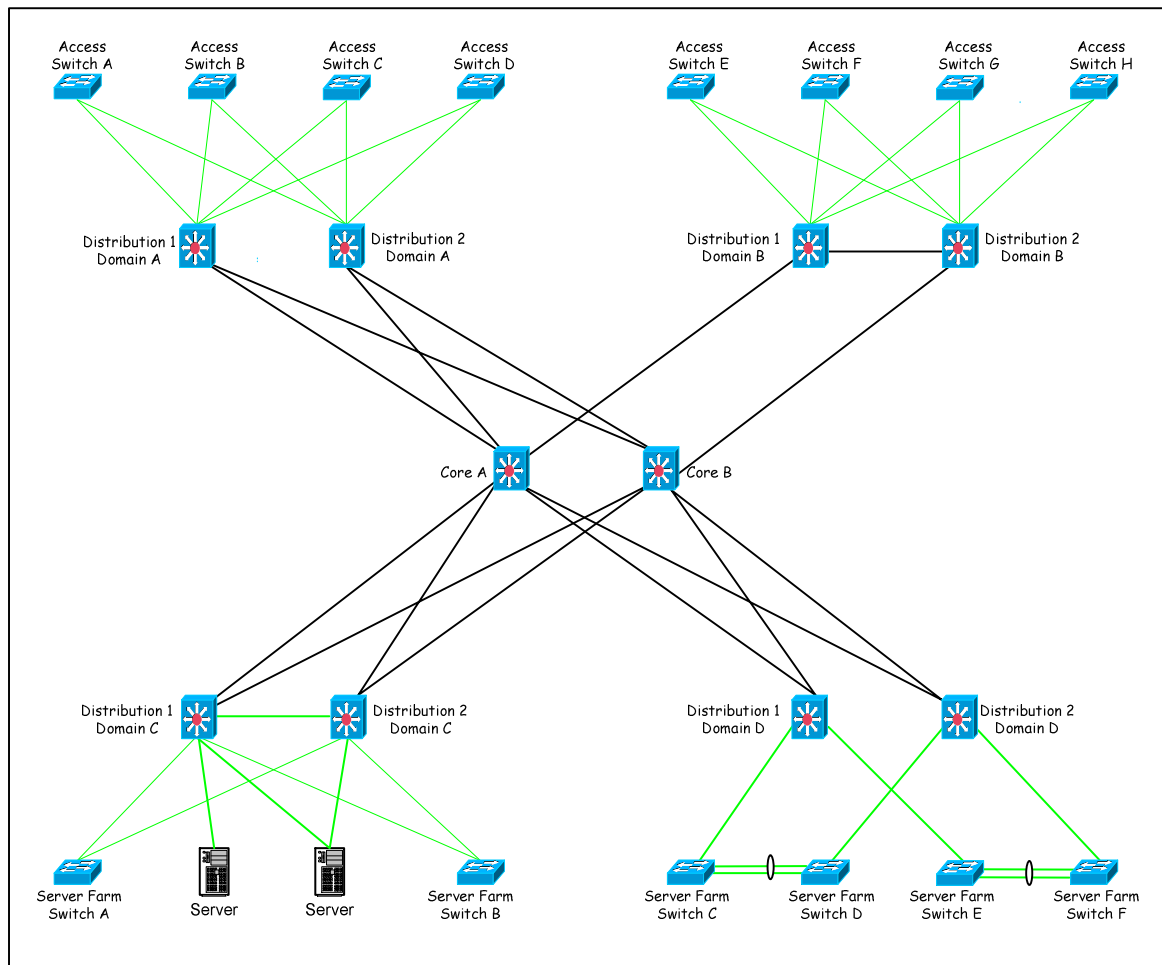 Access
Switch A
Access
Switch B
Access
Switch C
Access
Switch D
Access
Switch E
Access
Switch F
Access
Switch G
Access
Switch H
Distribution 1
Domain A
Distribution 2
Domain A
Distribution 1
Domain B
Distribution 2
Domain B
Core A
Core B
Distribution 1
Domain C
Distribution 2
Domain C
Distribution 1
Domain D
Distribution 2
Domain D
Server Farm
Switch A
Server
Server
Server Farm
Switch B
Server Farm
Switch C
Server Farm
Switch D
Server Farm
Switch E
Server Farm
Switch F